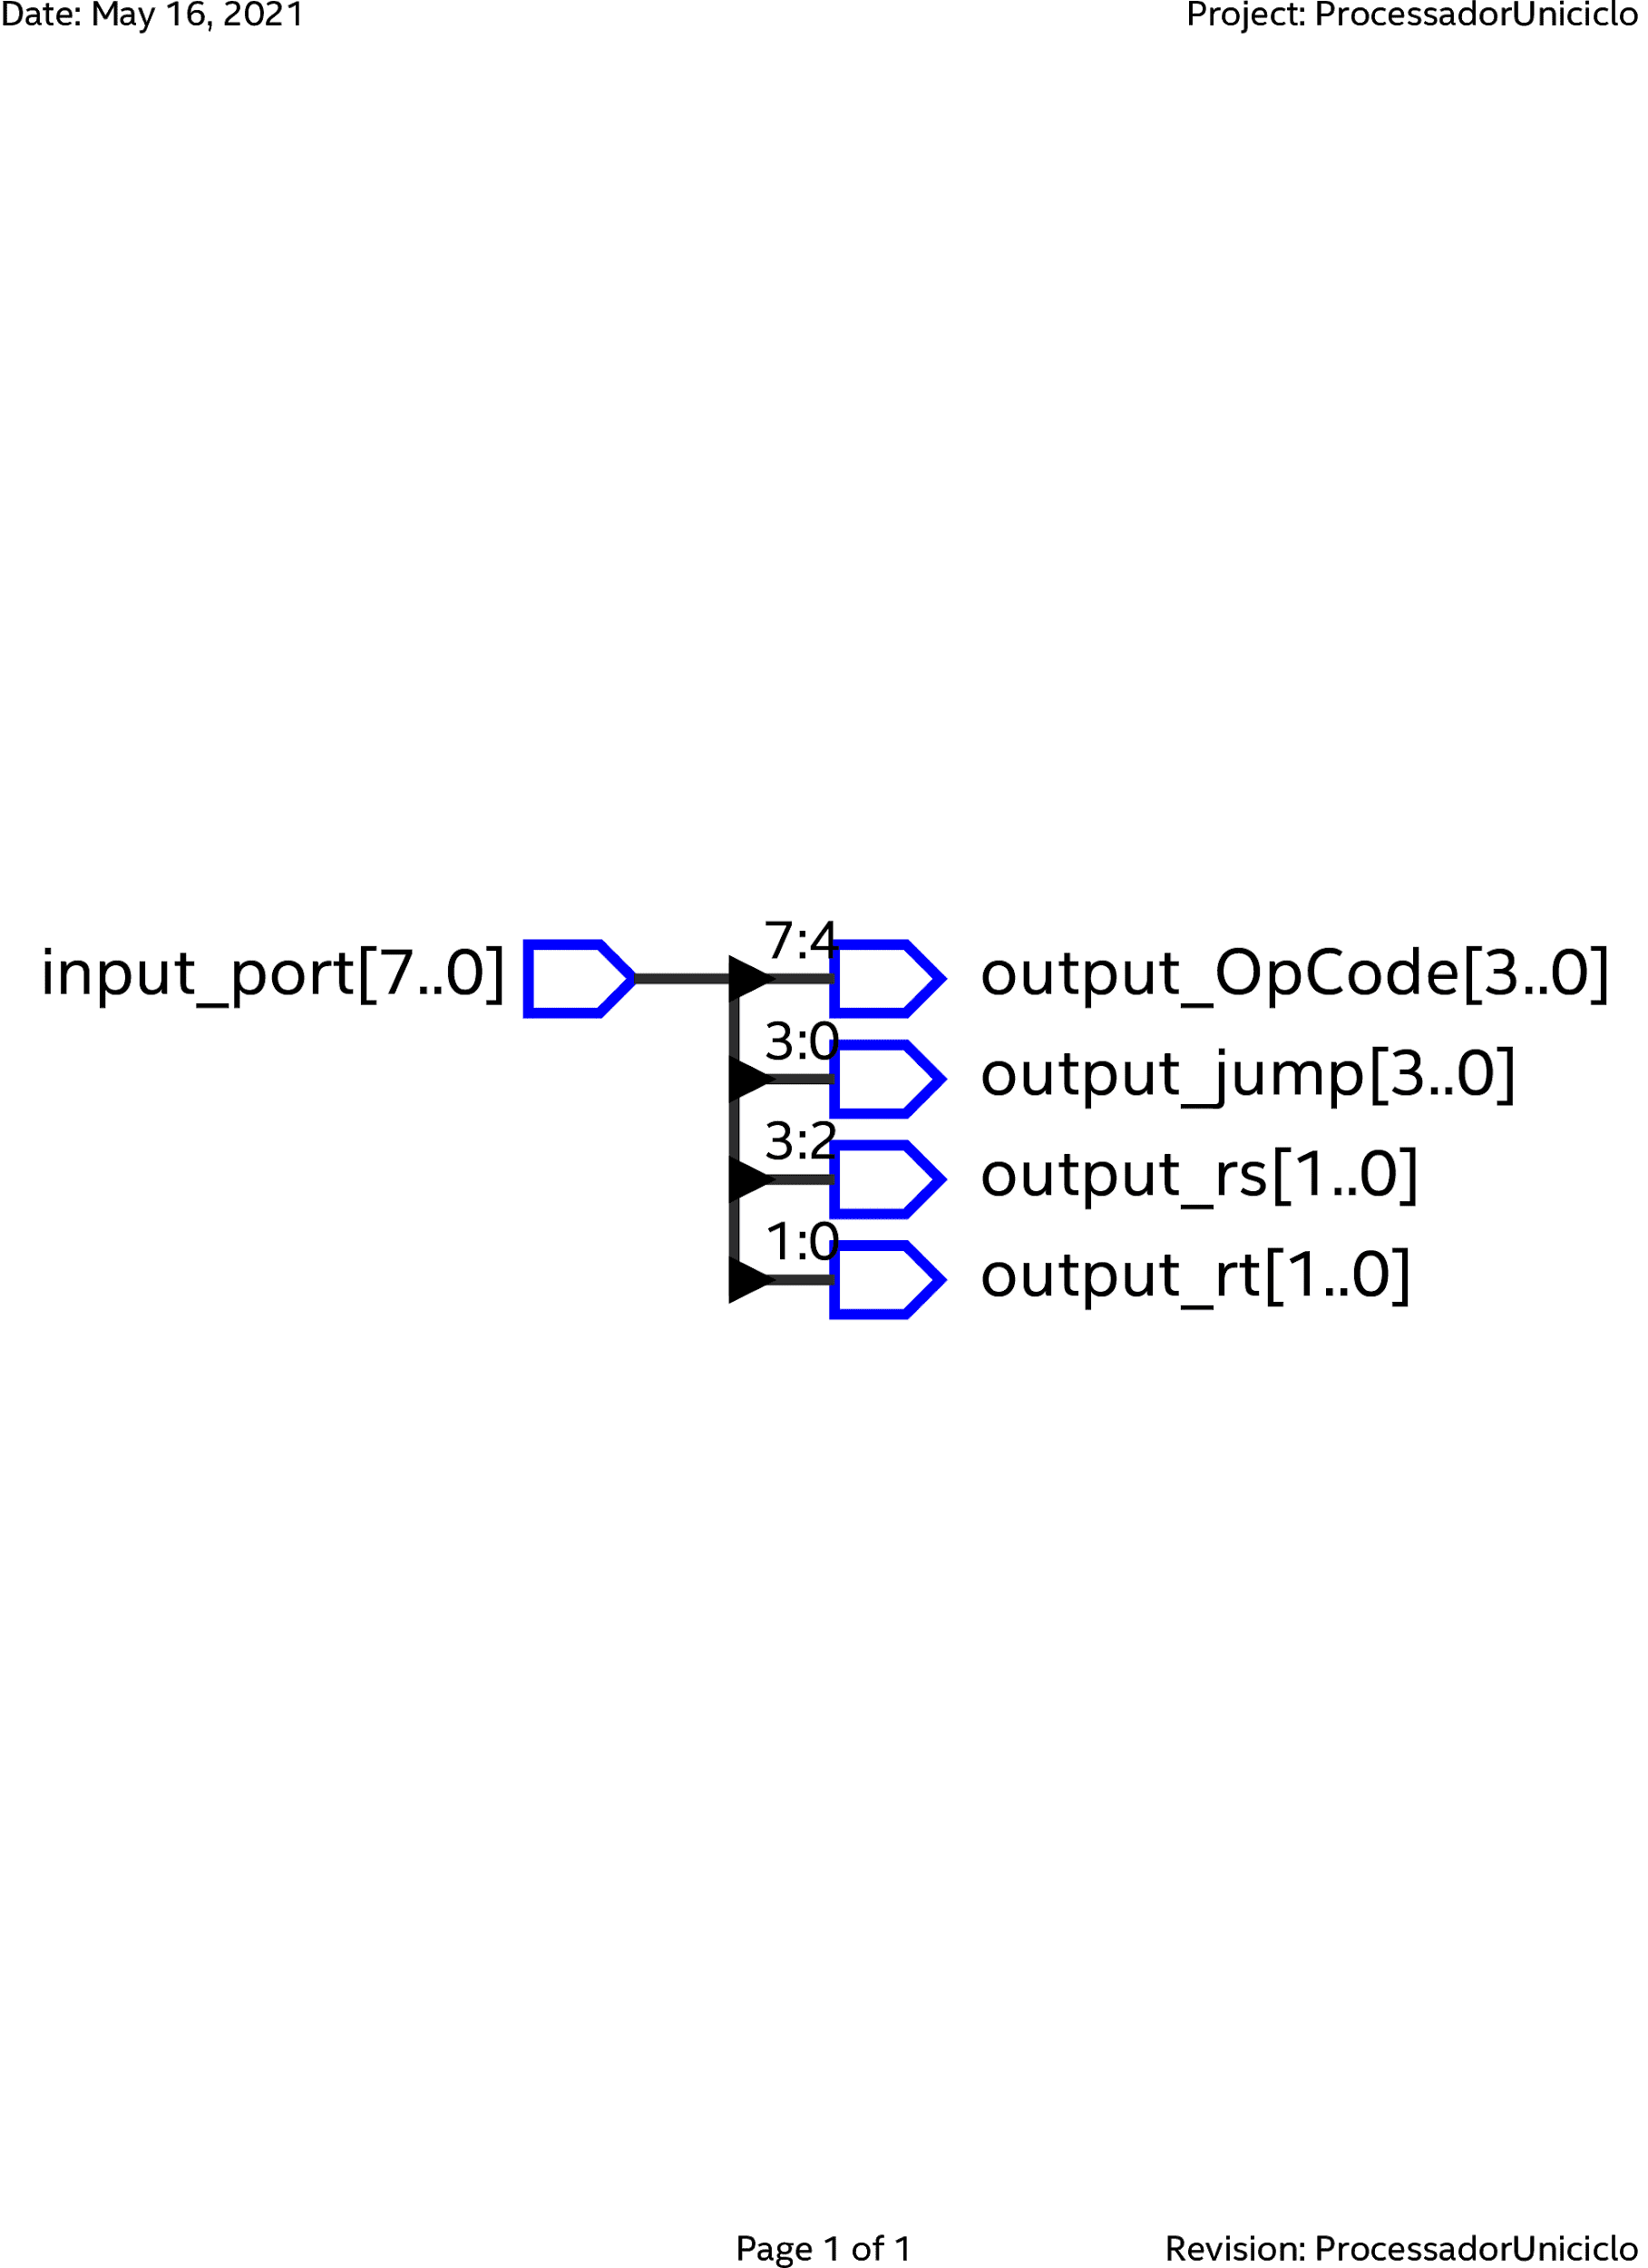 Date: May 16, 2021 Project: ProcessadorUniciclo
7:4
input_port[7..0] output_OpCode[3..0]
3:0
output_jump[3..0]
3:2
output_rs[1..0]
1:0
output_rt[1..0]
Page 1 of 1 Revision: ProcessadorUniciclo